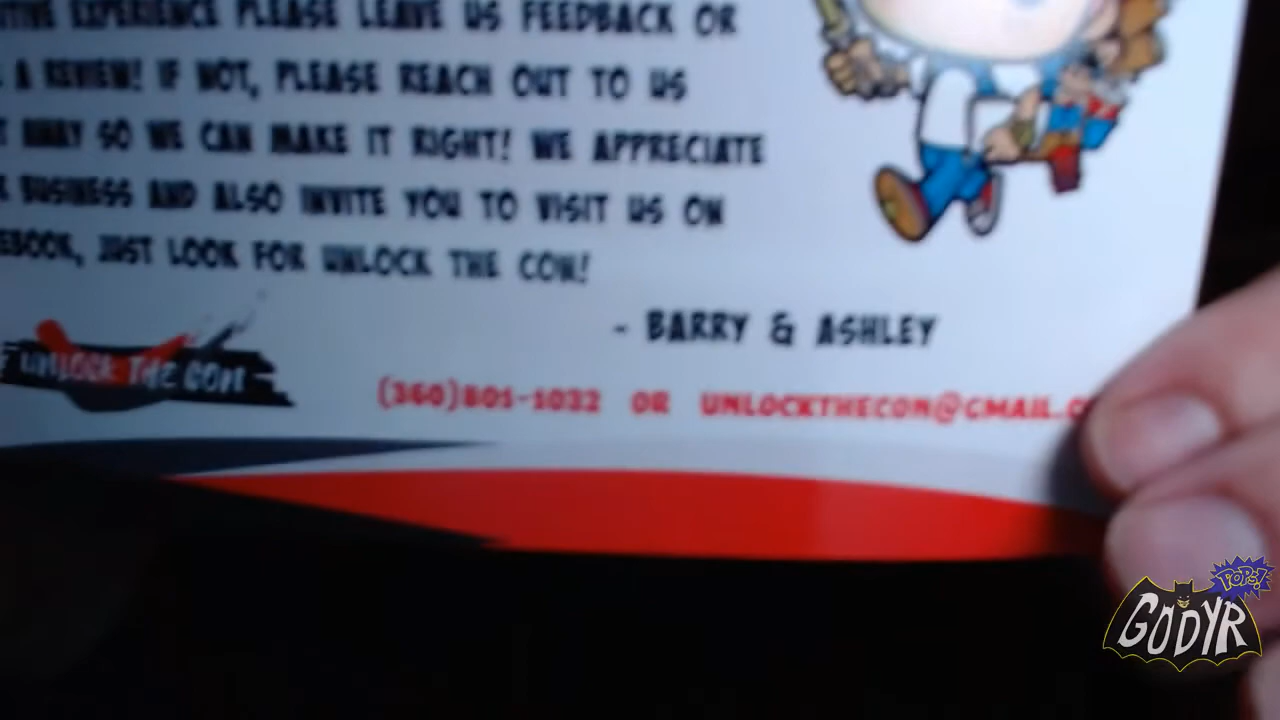 EXPERIENCE PLEASE LEAVE US FEEDBACK OR
A REVIEW! IF NOT, PLEASE REACH OUT TO US
AWAY SO WE CAN MAKE IT RIGHT! WE APPRECIATE
BUSINESS AND ALSO INVITE YOU TO VISIT US ON
EBOOK, JUST LOOK FOR UNLOCK THE CON!
- BARRY & ASHLEY
UNLOCK THE CON
(360)801-1032 OR UNLOCKTHECON@GMAIL.C
POPS!
GODYR